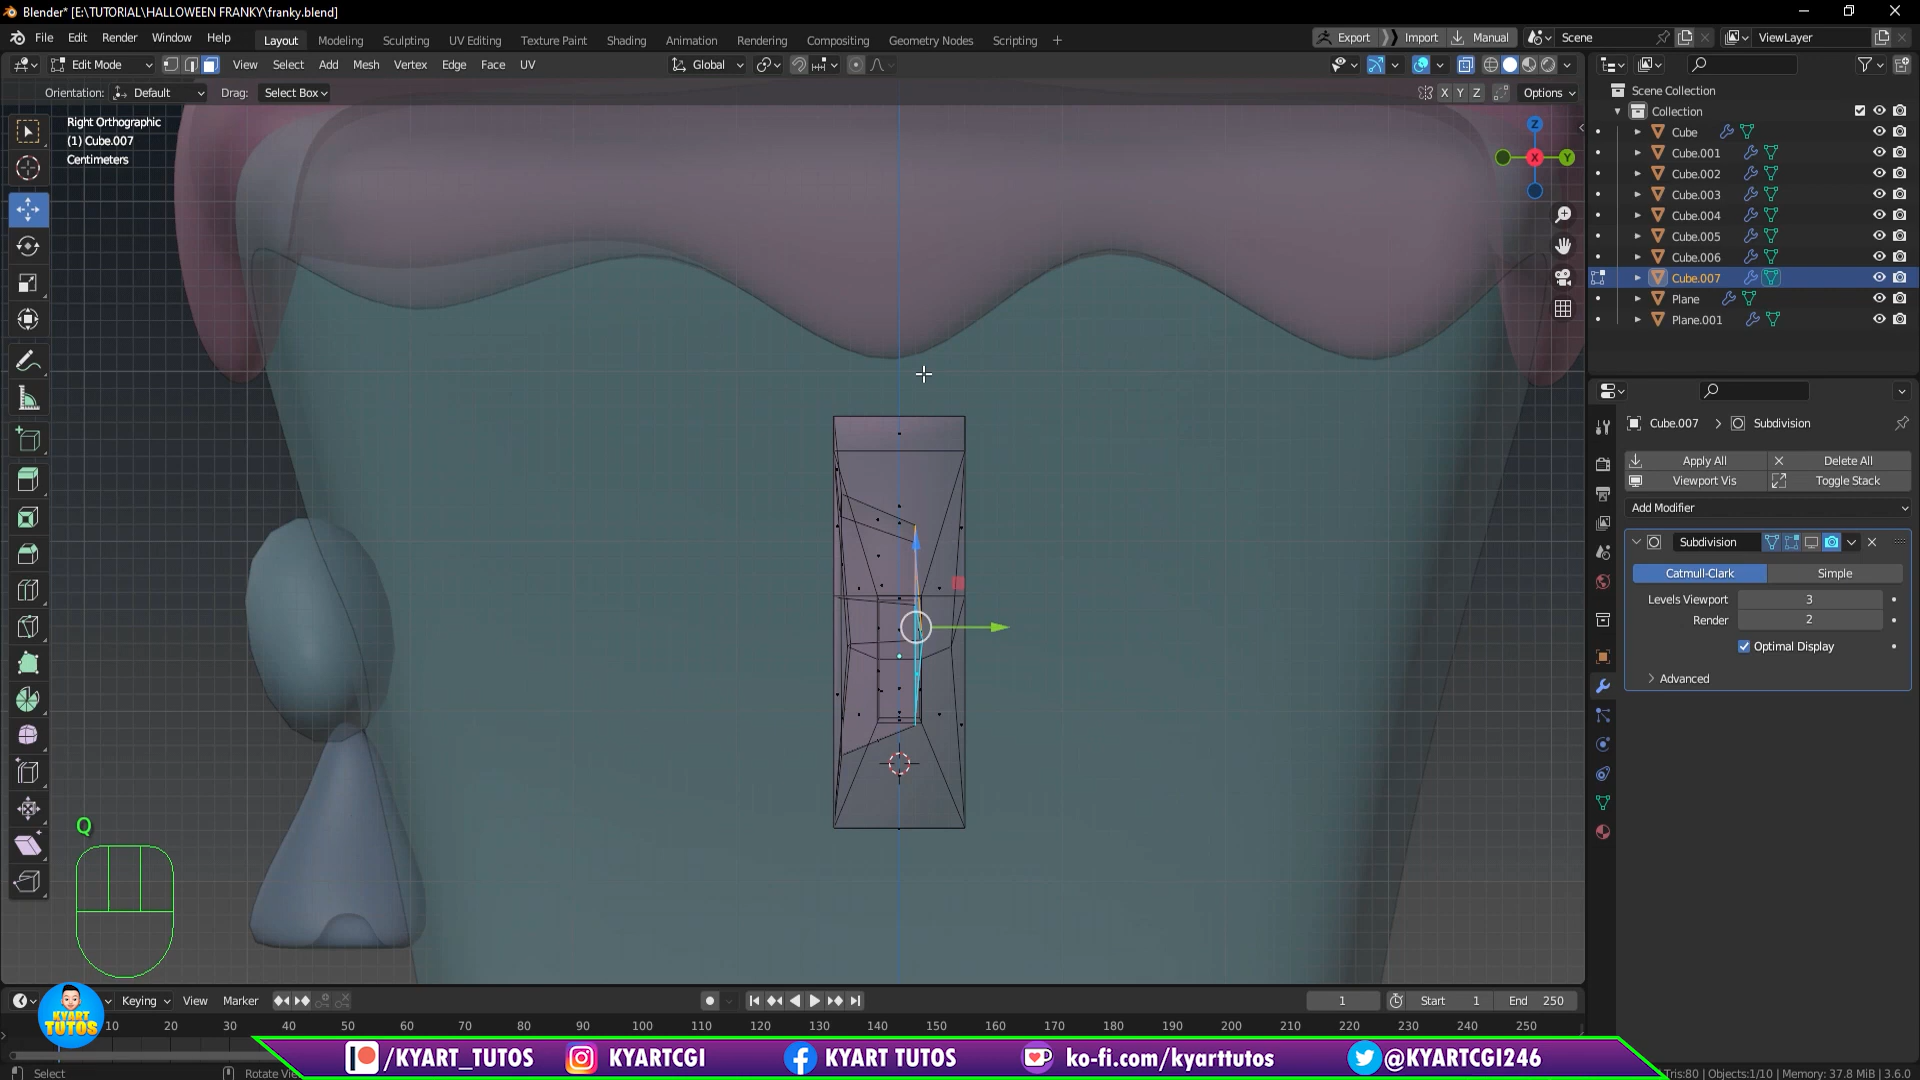 Blender* [E:\TUTORIAL\HALLOWEEN FRANKY\franky.blend]
File Edit Render Window Help
Layout Modeling Sculpting UV Editing Texture Paint Shading Animation Rendering Compositing Geometry Nodes Scripting +
Export Import Manual Scene ViewLayer
Edit Mode View Select Add Mesh Vertex Edge Face UV Global
Orientation: Default Drag: Select Box X Y Z Options
Right Orthographic
(1) Cube.007
Centimeters
Z
X
Y
Q
Scene Collection
Collection
Cube
Cube.001
Cube.002
Cube.003
Cube.004
Cube.005
Cube.006
Cube.007
Plane
Plane.001
Cube.007 > Subdivision
Apply All Delete All
Viewport Vis Toggle Stack
Add Modifier
Subdivision
Catmull-Clark Simple
Levels Viewport 3
Render 2
Optimal Display
Advanced
Keying View Marker 1 Start 1 End 250
10 20 30 40 50 60 70 80 90 100 110 120 130 140 150 160 170 180 190 200 210 220 230 240 250
KYART
TUTOS
/KYART_TUTOS KYARTCGI KYART TUTOS ko-fi.com/kyarttutos @KYARTCGI246
Select Rotate Vie Tris:80 | Objects:1/10 | Memory: 37.8 MiB | 3.6.0